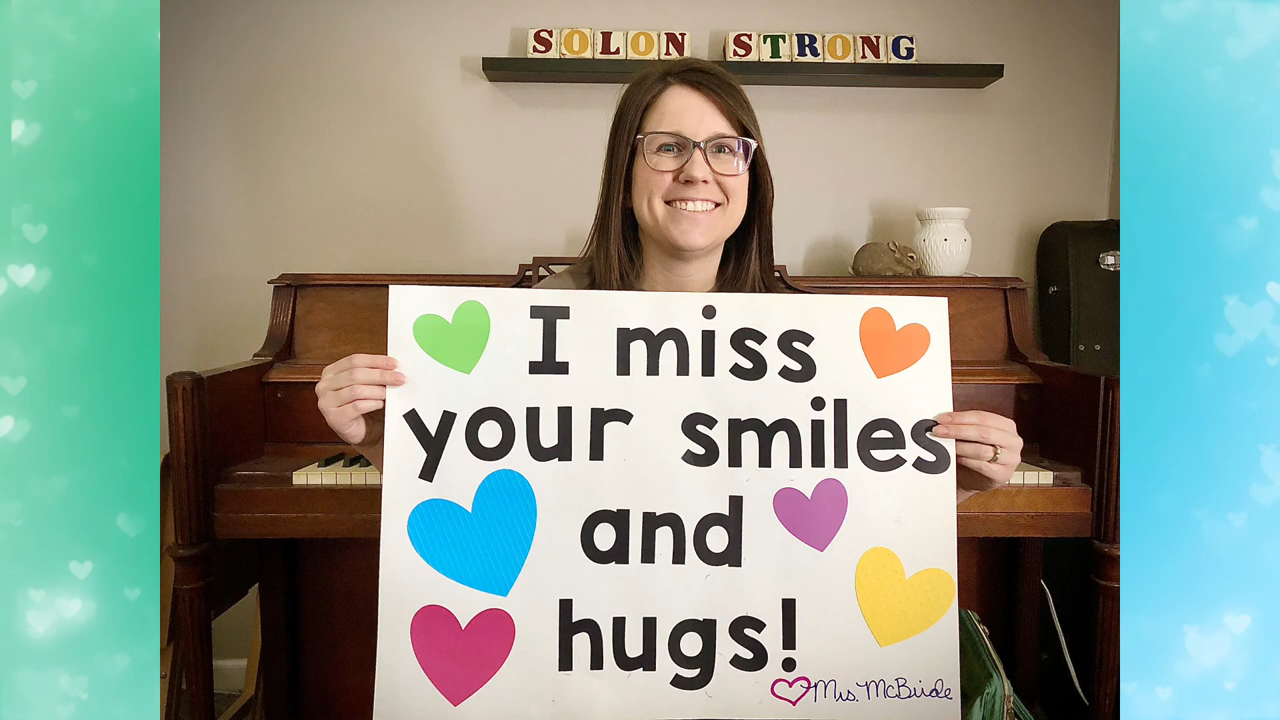 SOLON STRONG
I miss
your smiles
and
hugs!
Mrs. McBride